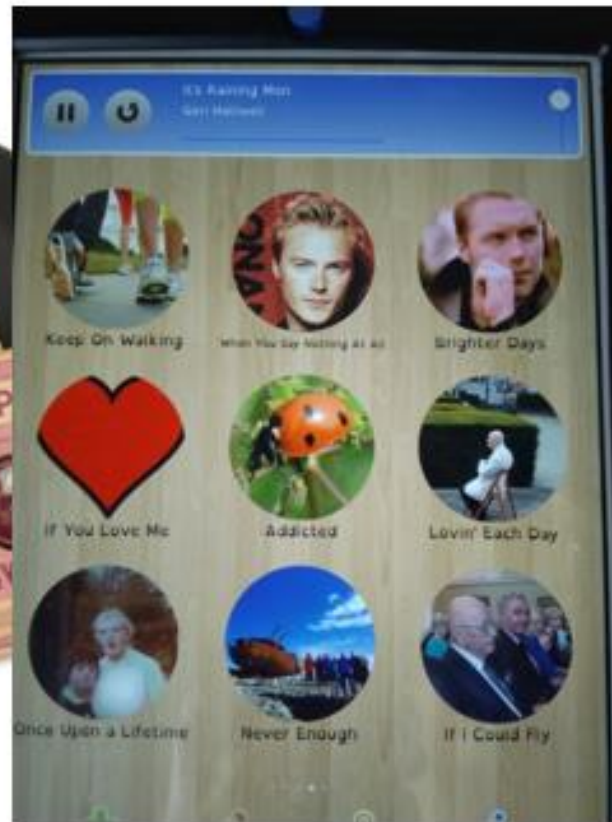 It's Raining Men
Geri Halliwell
Keep On Walking
When You Say Nothing At All
Brighter Days
If You Love Me
Addicted
Lovin' Each Day
Once Upon a Lifetime
Never Enough
If I Could Fly